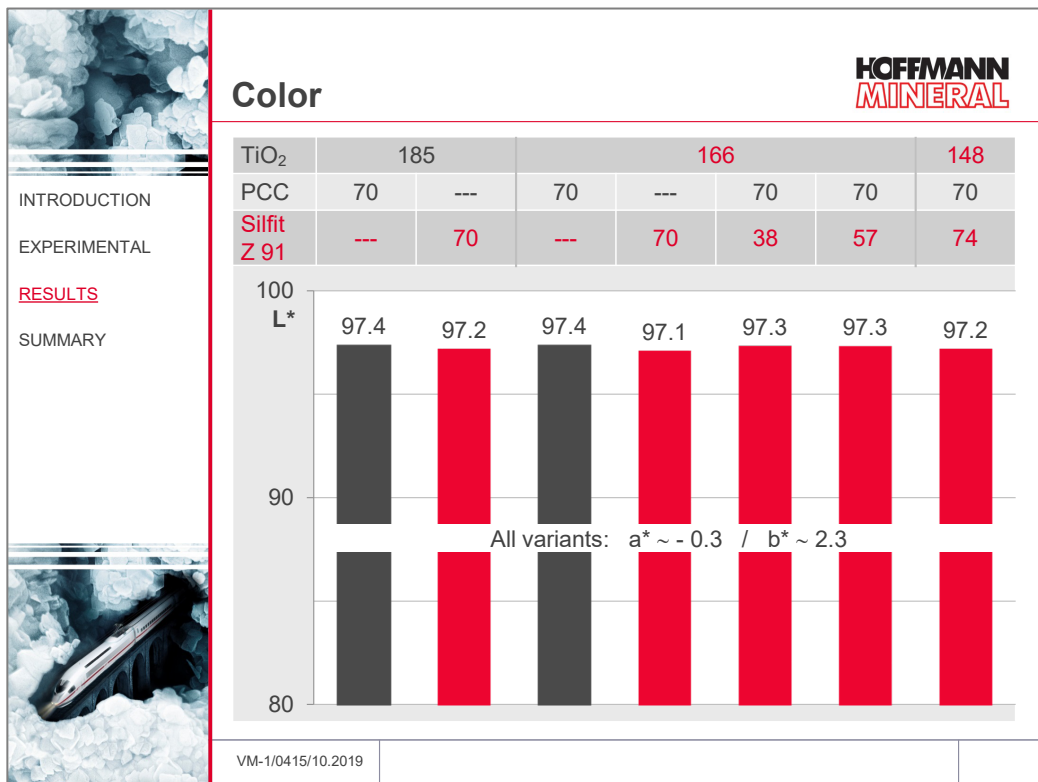 HOFFMANN
MINERAL
Color
INTRODUCTION
EXPERIMENTAL
RESULTS
SUMMARY
TiO₂ 185 166 148
PCC 70 --- 70 --- 70 70 70
Silfit
Z 91 --- 70 --- 70 38 57 74
100
L*
97.4 97.2 97.4 97.1 97.3 97.3 97.2
90
All variants: a* ~ - 0.3 / b* ~ 2.3
80
VM-1/0415/10.2019